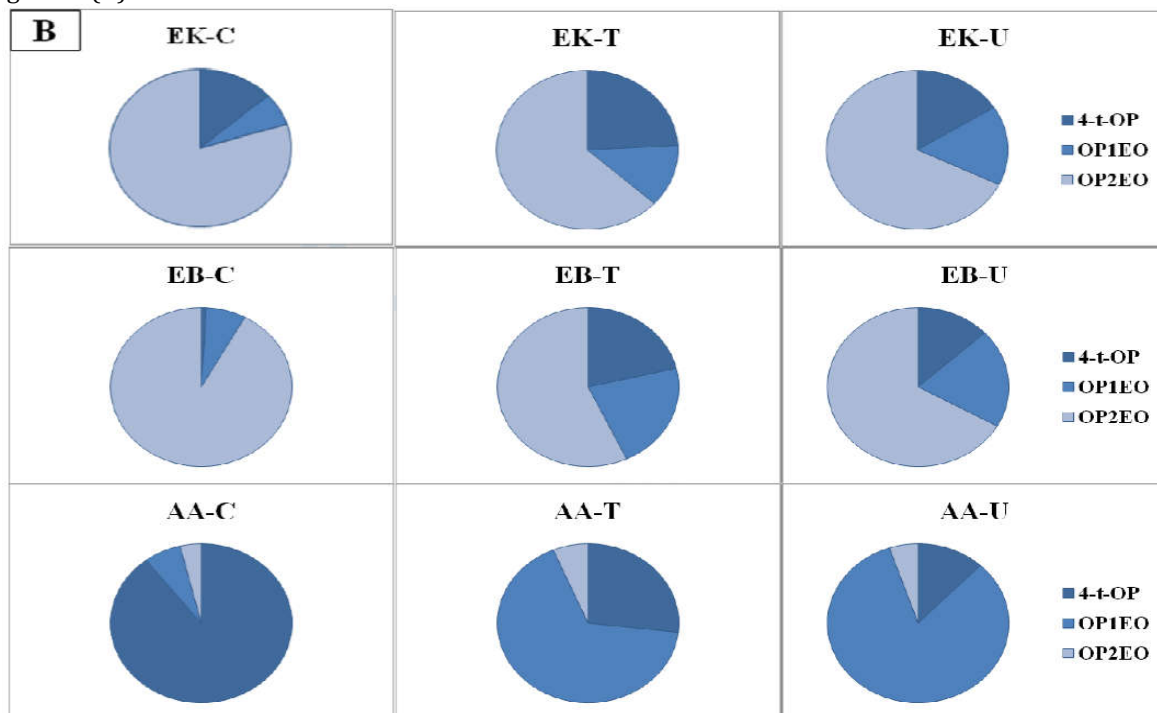 B
EK-C
EK-T
EK-U
4-t-OP
OP1EO
OP2EO
EB-C
EB-T
EB-U
4-t-OP
OP1EO
OP2EO
AA-C
AA-T
AA-U
4-t-OP
OP1EO
OP2EO